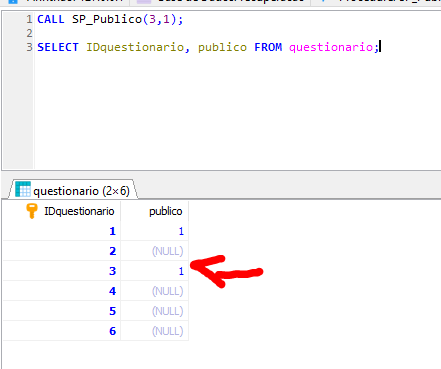 1 CALL SP_Publico(3,1);
2
3 SELECT IDquestionario, publico FROM questionario;
questionario (2×6)
IDquestionario publico
1 1
2 (NULL)
3 1
4 (NULL)
5 (NULL)
6 (NULL)